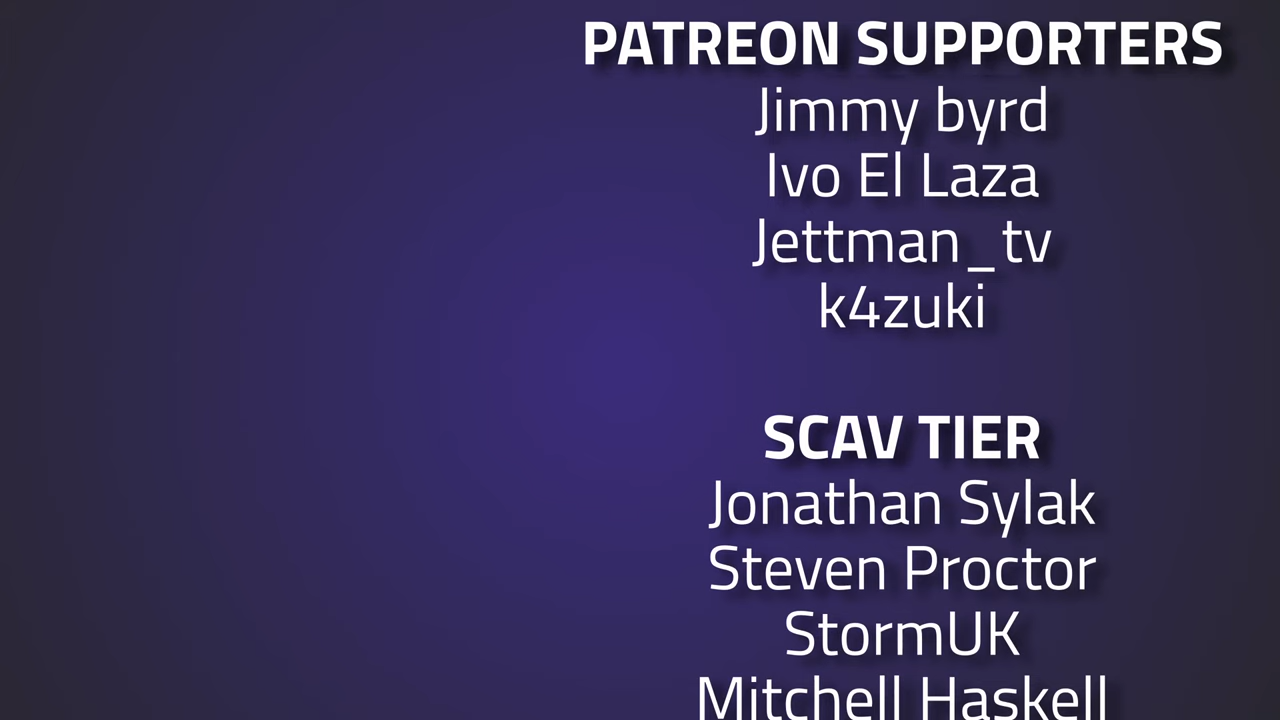 PATREON SUPPORTERS
Jimmy byrd
Ivo El Laza
Jettman_tv
k4zuki
SCAV TIER
Jonathan Sylak
Steven Proctor
StormUK
Mitchell Haskell